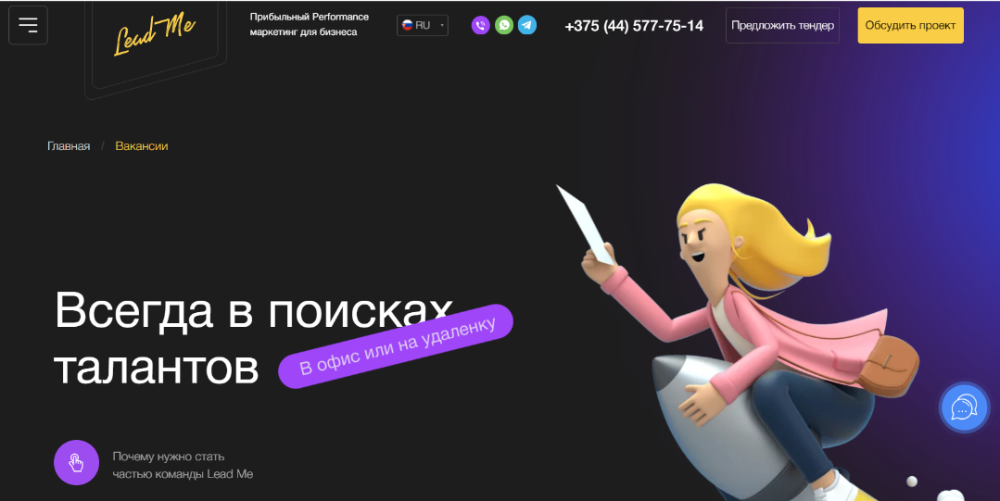 Lead Me
Прибыльный Performance
маркетинг для бизнеса
RU
+375 (44) 577-75-14
Предложить тендер
Обсудить проект
Главная / Вакансии
Всегда в поисках
талантов
В офис или на удаленку
Почему нужно стать
частью команды Lead Me